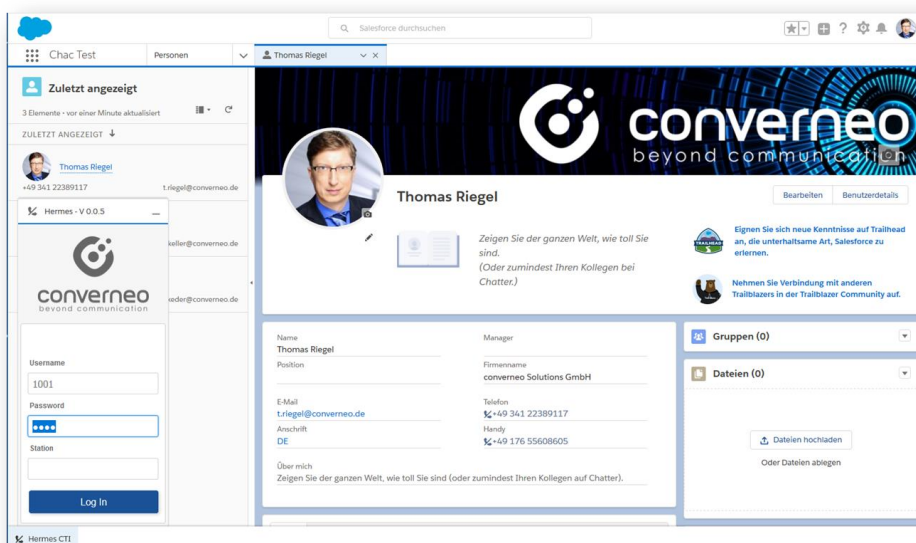 Salesforce durchsuchen
Chac Test
Personen
Thomas Riegel
Zuletzt angezeigt
3 Elemente • vor einer Minute aktualisiert
ZULETZT ANGEZEIGT
Thomas Riegel
+49 341 22389117
t.riegel@converneo.de
keller@converneo.de
keder@converneo.de
Hermes - V 0.0.5
converneo
beyond communication
Username
1001
Password
Station
Log In
Hermes CTI
converneo
beyond communication
Thomas Riegel
Bearbeiten
Benutzerdetails
Zeigen Sie der ganzen Welt, wie toll Sie
sind.
(Oder zumindest Ihren Kollegen bei
Chatter.)
TRAILHEAD
Eignen Sie sich neue Kenntnisse auf Trailhead
an, die unterhaltsame Art, Salesforce zu
erlernen.
Nehmen Sie Verbindung mit anderen
Trailblazers in der Trailblazer Community auf.
Name
Thomas Riegel
Manager
Position
Firmenname
converneo Solutions GmbH
E-Mail
t.riegel@converneo.de
Telefon
+49 341 22389117
Anschrift
DE
Handy
+49 176 55608605
Über mich
Zeigen Sie der ganzen Welt, wie toll Sie sind (oder zumindest Ihren Kollegen auf Chatter).
Gruppen (0)
Dateien (0)
Dateien hochladen
Oder Dateien ablegen